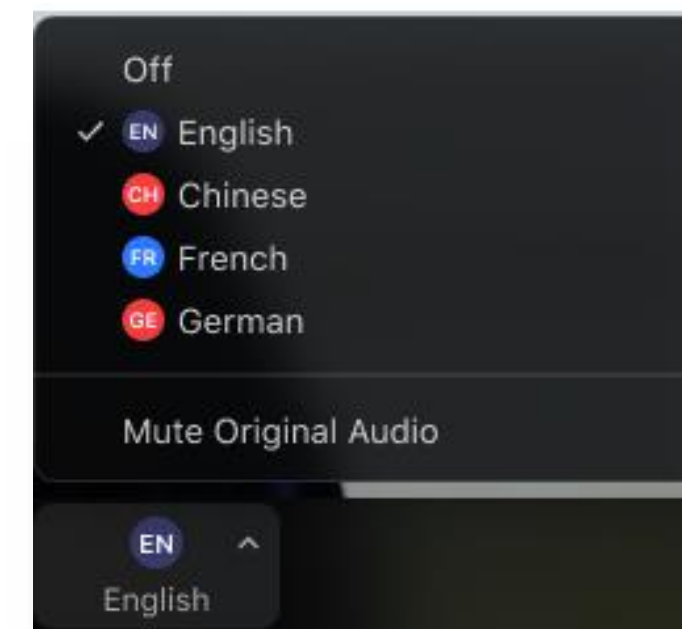 Off
EN English
CH Chinese
FR French
GE German
Mute Original Audio
EN
English